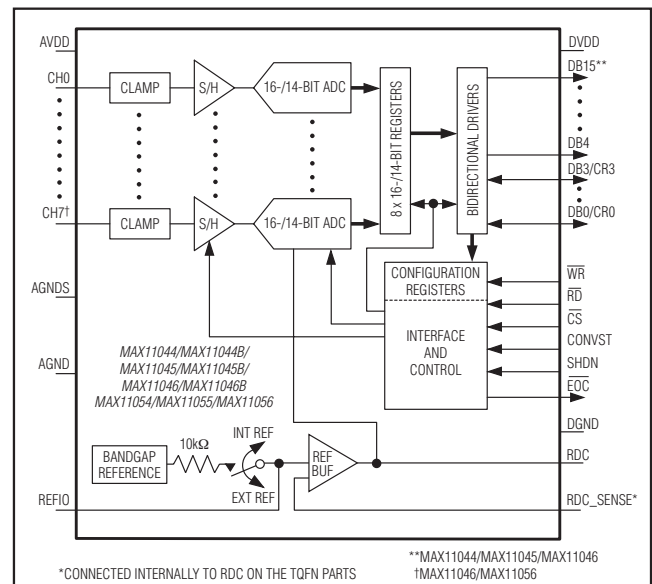 AVDD
DVDD
CH0
CLAMP
S/H
16-/14-BIT ADC
8 x 16-/14-BIT REGISTERS
BIDIRECTIONAL DRIVERS
DB15**
DB4
DB3/CR3
DB0/CR0
CH7†
CLAMP
S/H
16-/14-BIT ADC
CONFIGURATION
REGISTERS
INTERFACE
AND
CONTROL
WR
RD
CS
CONVST
SHDN
EOC
AGNDS
AGND
DGND
MAX11044/MAX11044B/
MAX11045/MAX11045B/
MAX11046/MAX11046B
MAX11054/MAX11055/MAX11056
BANDGAP
REFERENCE
10kΩ
INT REF
EXT REF
REF
BUF
RDC
REFIO
RDC_SENSE*
*CONNECTED INTERNALLY TO RDC ON THE TQFN PARTS
**MAX11044/MAX11045/MAX11046
†MAX11046/MAX11056